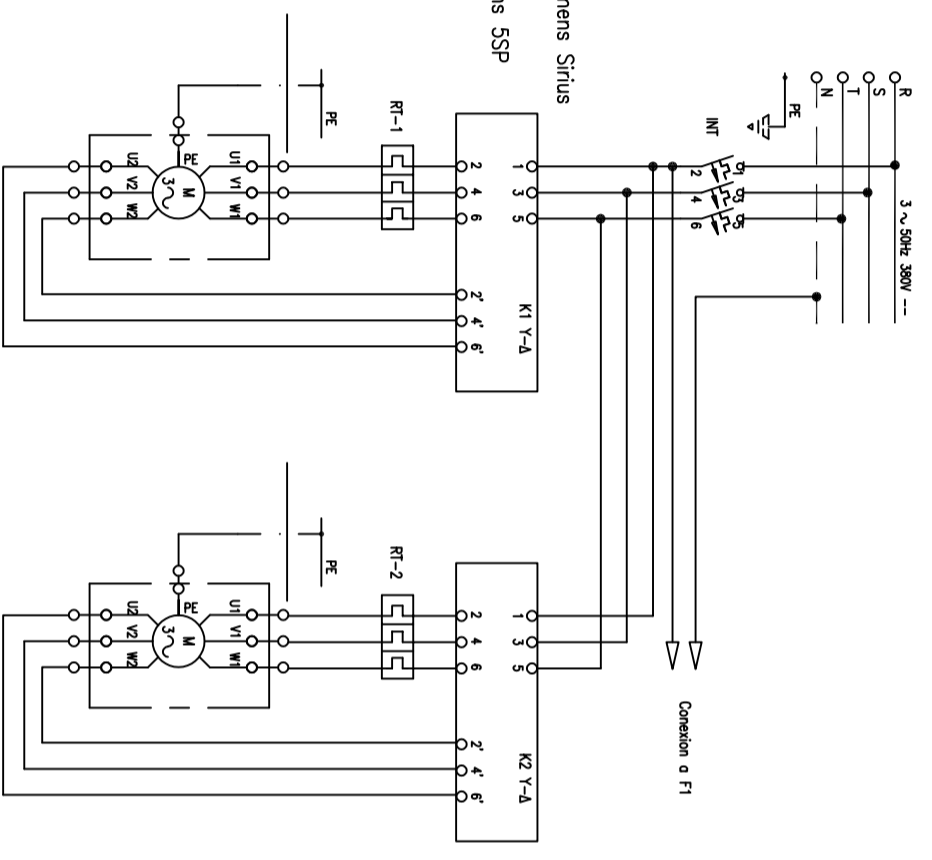 R
S
T
N
3 ~ 50Hz 380V --
PE
INT
1 3 5
2 4 6
Conexion a F1
mens Sirius
ns 5SP
1 3 5
K1 Y-Δ
2 4 6
2' 4' 6'
1 3 5
K2 Y-Δ
2 4 6
2' 4' 6'
RT-1
RT-2
PE
PE
U1 V1 W1
PE
M
3~
U2 V2 W2
U1 V1 W1
PE
M
3~
U2 V2 W2